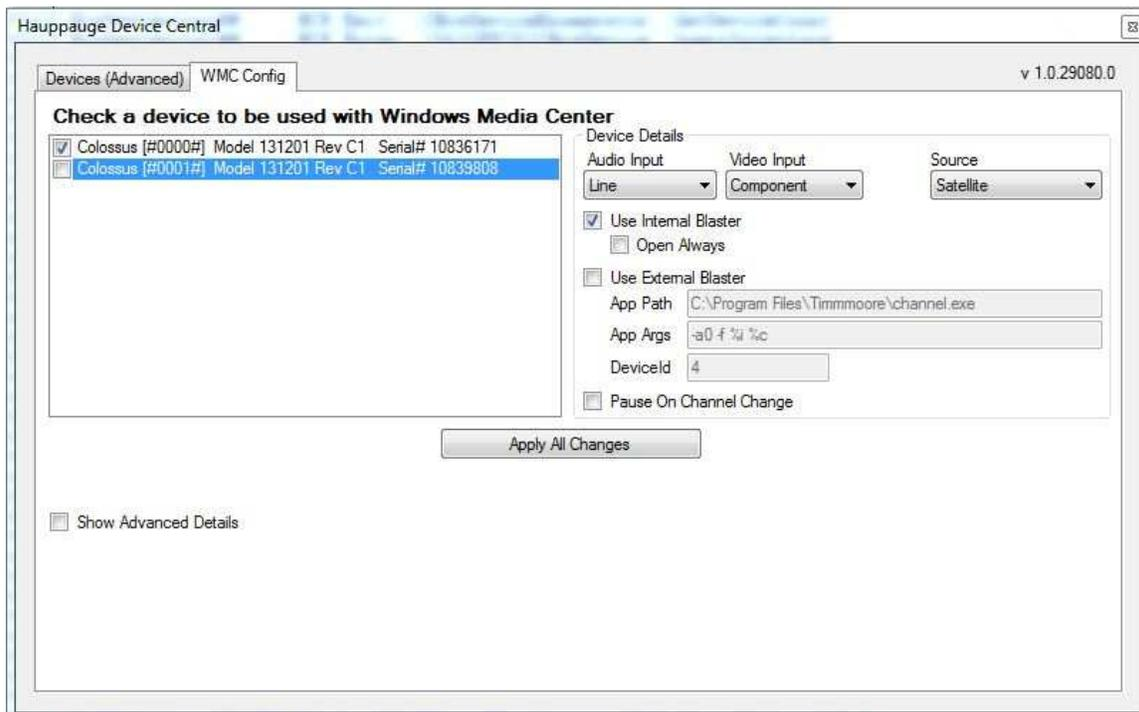 Hauppauge Device Central
Devices (Advanced)
WMC Config
v 1.0.29080.0
Check a device to be used with Windows Media Center
Colossus [#0000#] Model 131201 Rev C1 Serial# 10836171
Colossus [#0001#] Model 131201 Rev C1 Serial# 10839808
Device Details
Audio Input
Video Input
Source
Line
Component
Satellite
Use Internal Blaster
Open Always
Use External Blaster
App Path
C:\Program Files\Timmmoore\channel.exe
App Args
-a0 -f %i %c
DeviceId
4
Pause On Channel Change
Apply All Changes
Show Advanced Details